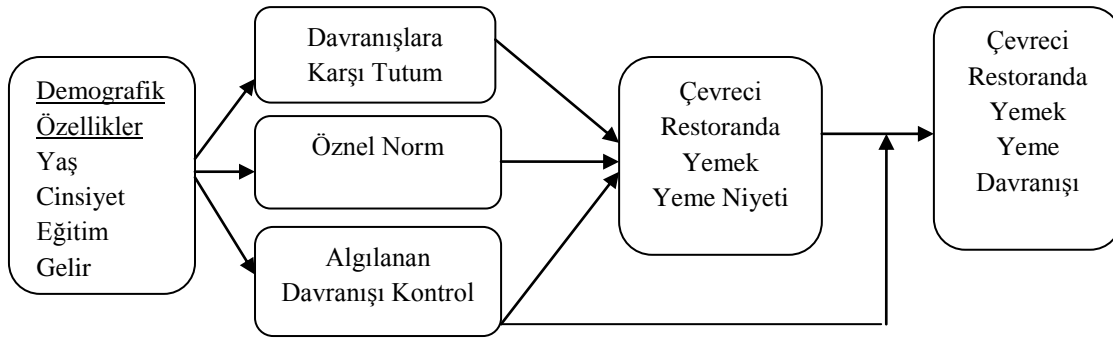 Demografik
Özellikler
Yaş
Cinsiyet
Eğitim
Gelir
Davranışlara
Karşı Tutum
Öznel Norm
Algılanan
Davranışı Kontrol
Çevreci
Restoranda
Yemek
Yeme Niyeti
Çevreci
Restoranda
Yemek
Yeme
Davranışı